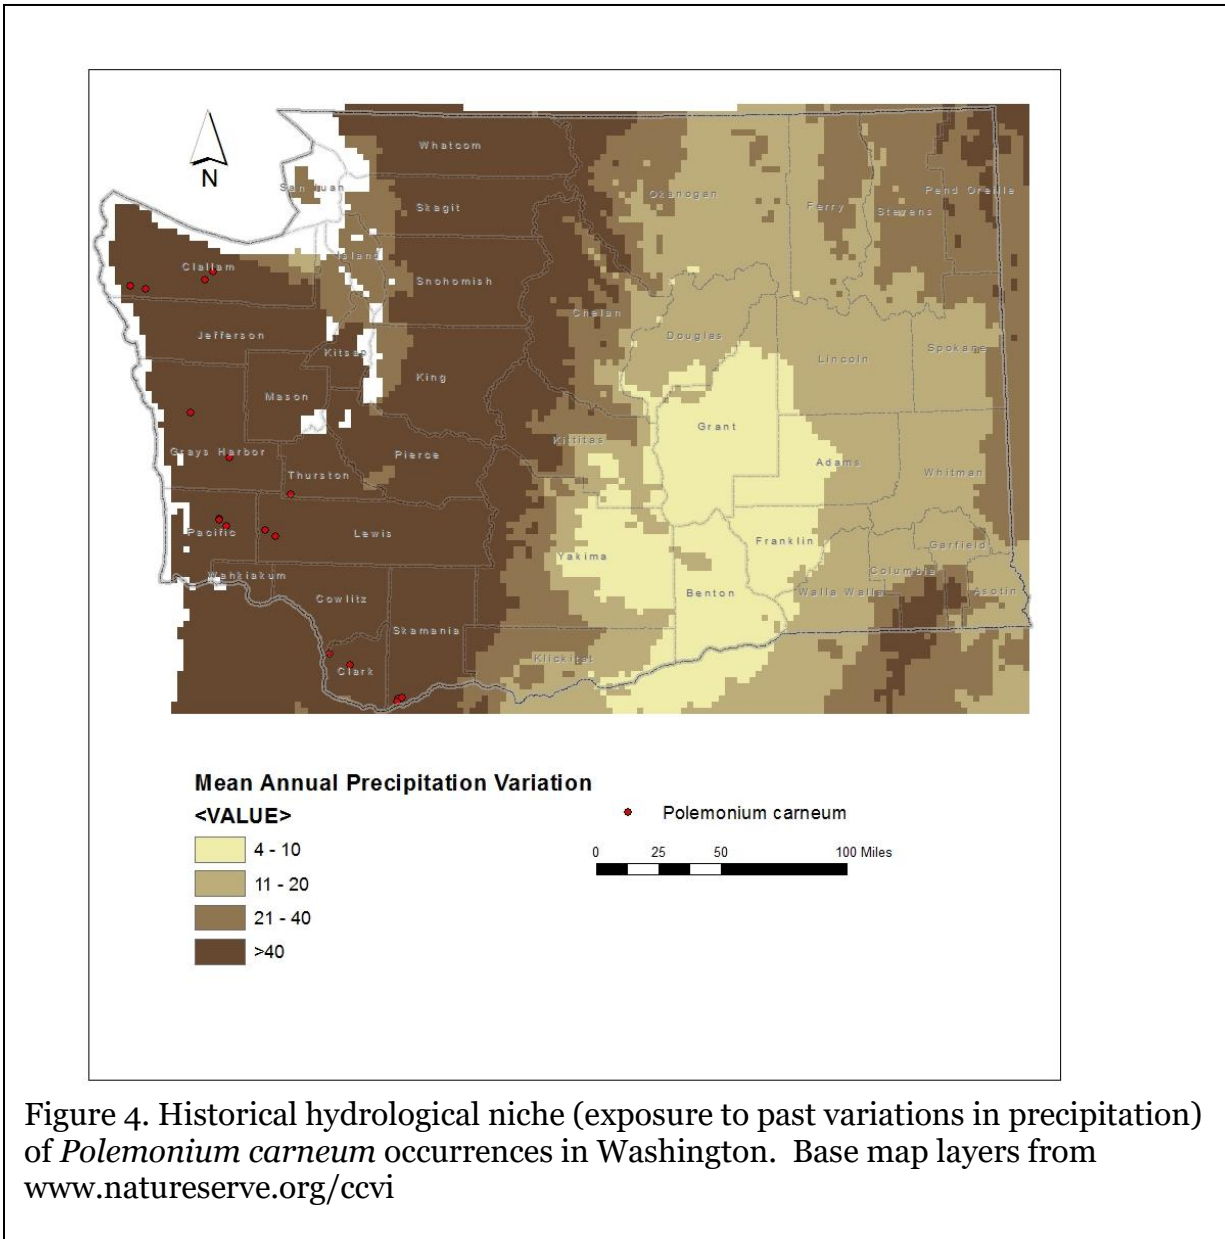 N
Whatcom
San Juan
Skagit
Okanogan
Ferry
Stevens
Pend Oreille
Island
Clallam
Snohomish
Chelan
Jefferson
Kitsap
Douglas
Lincoln
Spokane
King
Mason
Grant
Kittitas
Grays Harbor
Pierce
Thurston
Adams
Whitman
Pacific
Lewis
Yakima
Franklin
Garfield
Wahkiakum
Columbia
Cowlitz
Benton
Walla Walla
Asotin
Skamania
Klickitat
Clark
Mean Annual Precipitation Variation
<VALUE>
4 - 10
11 - 20
21 - 40
>40
Polemonium carneum
0 25 50 100 Miles
Figure 4. Historical hydrological niche (exposure to past variations in precipitation)
of Polemonium carneum occurrences in Washington. Base map layers from
www.natureserve.org/ccvi